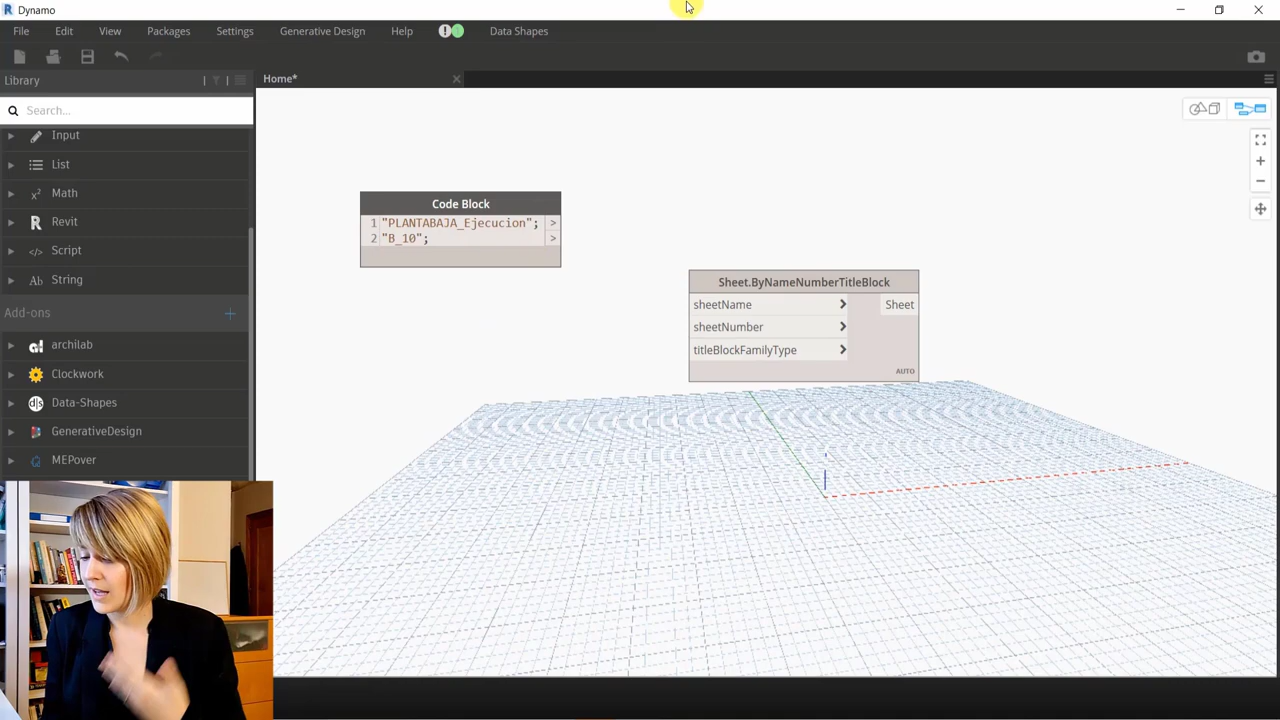 Dynamo
File Edit View Packages Settings Generative Design Help Data Shapes
Library
Home*
Search...
Input
List
Math
Revit
Script
String
Add-ons
archilab
Clockwork
Data-Shapes
GenerativeDesign
MEPover
Code Block
1 "PLANTABAJA_Ejecucion"; >
2 "B_10"; >
Sheet.ByNameNumberTitleBlock
sheetName > Sheet
sheetNumber >
titleBlockFamilyType >
AUTO